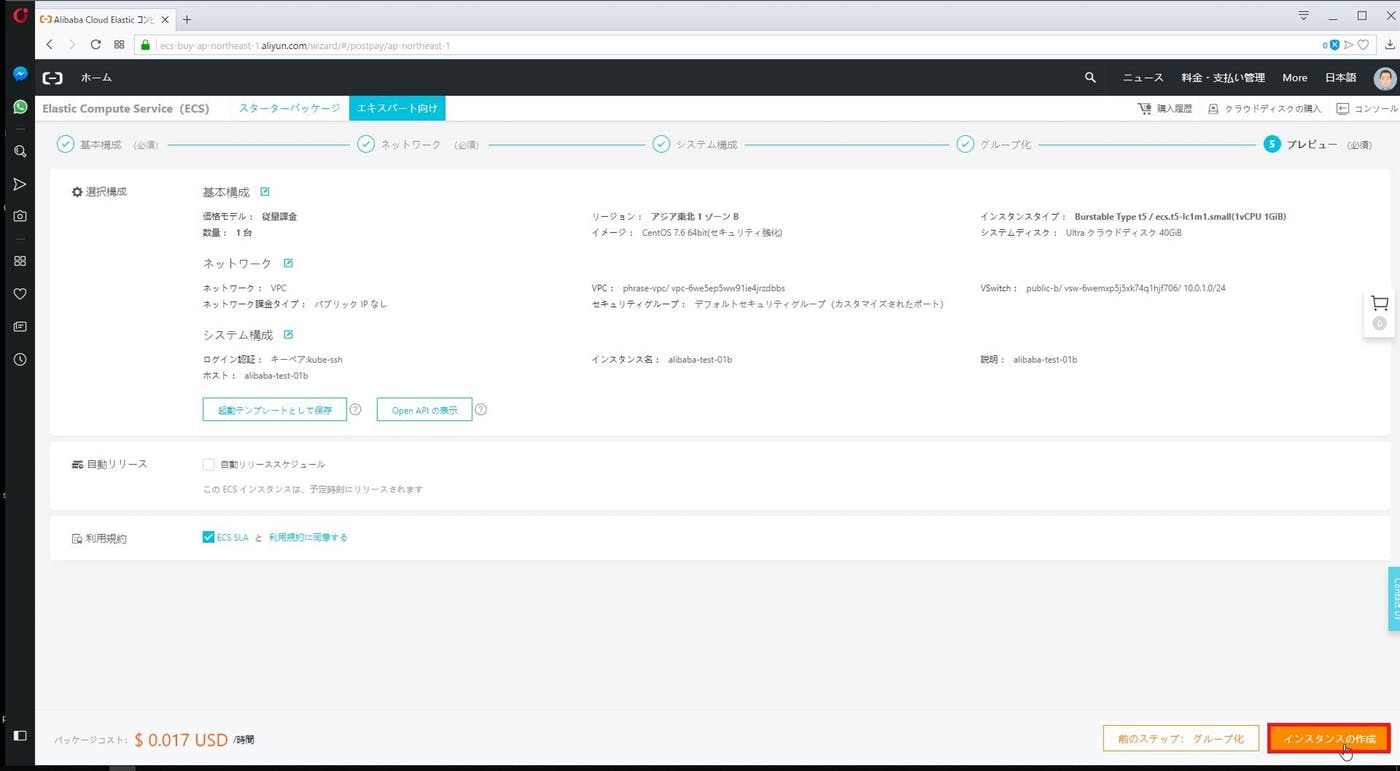 Alibaba Cloud Elastic コンピ
ecs-buy-ap-northeast-1.aliyun.com/wizard/#/postpay/ap-northeast-1
0
ホーム
ニュース 料金・支払い管理 More 日本語
Elastic Compute Service（ECS） スターターパッケージ エキスパート向け 購入履歴 クラウドディスクの購入 コンソール
基本構成 （必須） ネットワーク （必須） システム構成 グループ化 5 プレビュー （必須）
選択構成
基本構成
価格モデル： 従量課金 リージョン： アジア東北 1 ゾーン B インスタンスタイプ： Burstable Type t5 / ecs.t5-lc1m1.small(1vCPU 1GiB)
数量： 1 台 イメージ： CentOS 7.6 64bit(セキュリティ強化) システムディスク： Ultra クラウドディスク 40GiB
ネットワーク
ネットワーク： VPC VPC： phrase-vpc/ vpc-6we5ep5ww91ie4jrzdbbs VSwitch： public-b/ vsw-6wemxp5j5xk74q1hjf706/ 10.0.1.0/24
ネットワーク課金タイプ： パブリック IP なし セキュリティグループ： デフォルトセキュリティグループ（カスタマイズされたポート）
システム構成
ログイン認証： キーペア:kube-ssh インスタンス名： alibaba-test-01b 説明： alibaba-test-01b
ホスト： alibaba-test-01b
起動テンプレートとして保存 ? Open API の表示 ?
0
自動リリース 自動リリーススケジュール
この ECS インスタンスは、予定時刻にリリースされます
利用規約 ECS SLA と 利用規約に同意する
Contact Us
パッケージコスト： $ 0.017 USD /時間 前のステップ： グループ化 インスタンスの作成